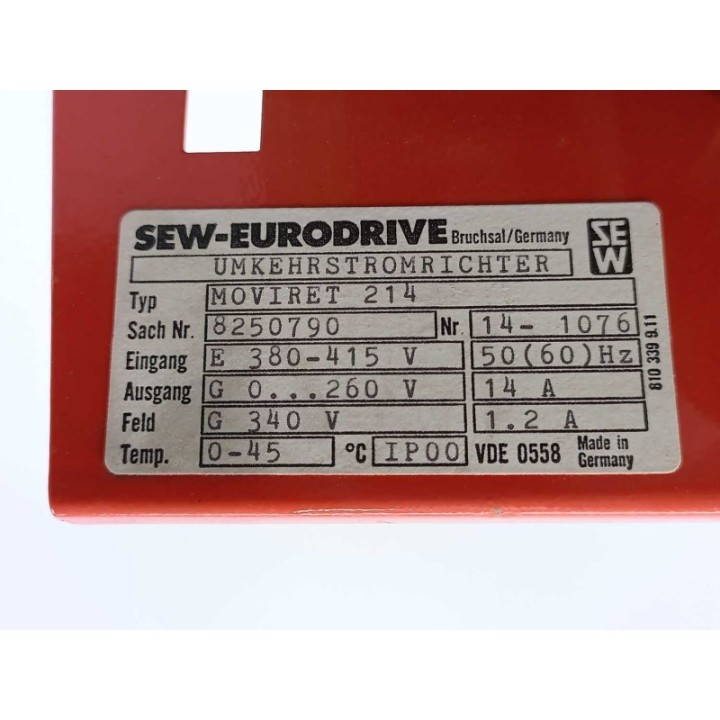 SEW-EURODRIVE Bruchsal/Germany
SEW
UMKEHRSTROMRICHTER
Typ MOVIRET 214
Sach Nr. 8250790 Nr. 14- 1076
Eingang E 380-415 V 50(60)Hz
Ausgang G 0...260 V 14 A
Feld G 340 V 1.2 A
Temp. 0-45 °C IP00 VDE 0558 Made in Germany
810 339 9.11